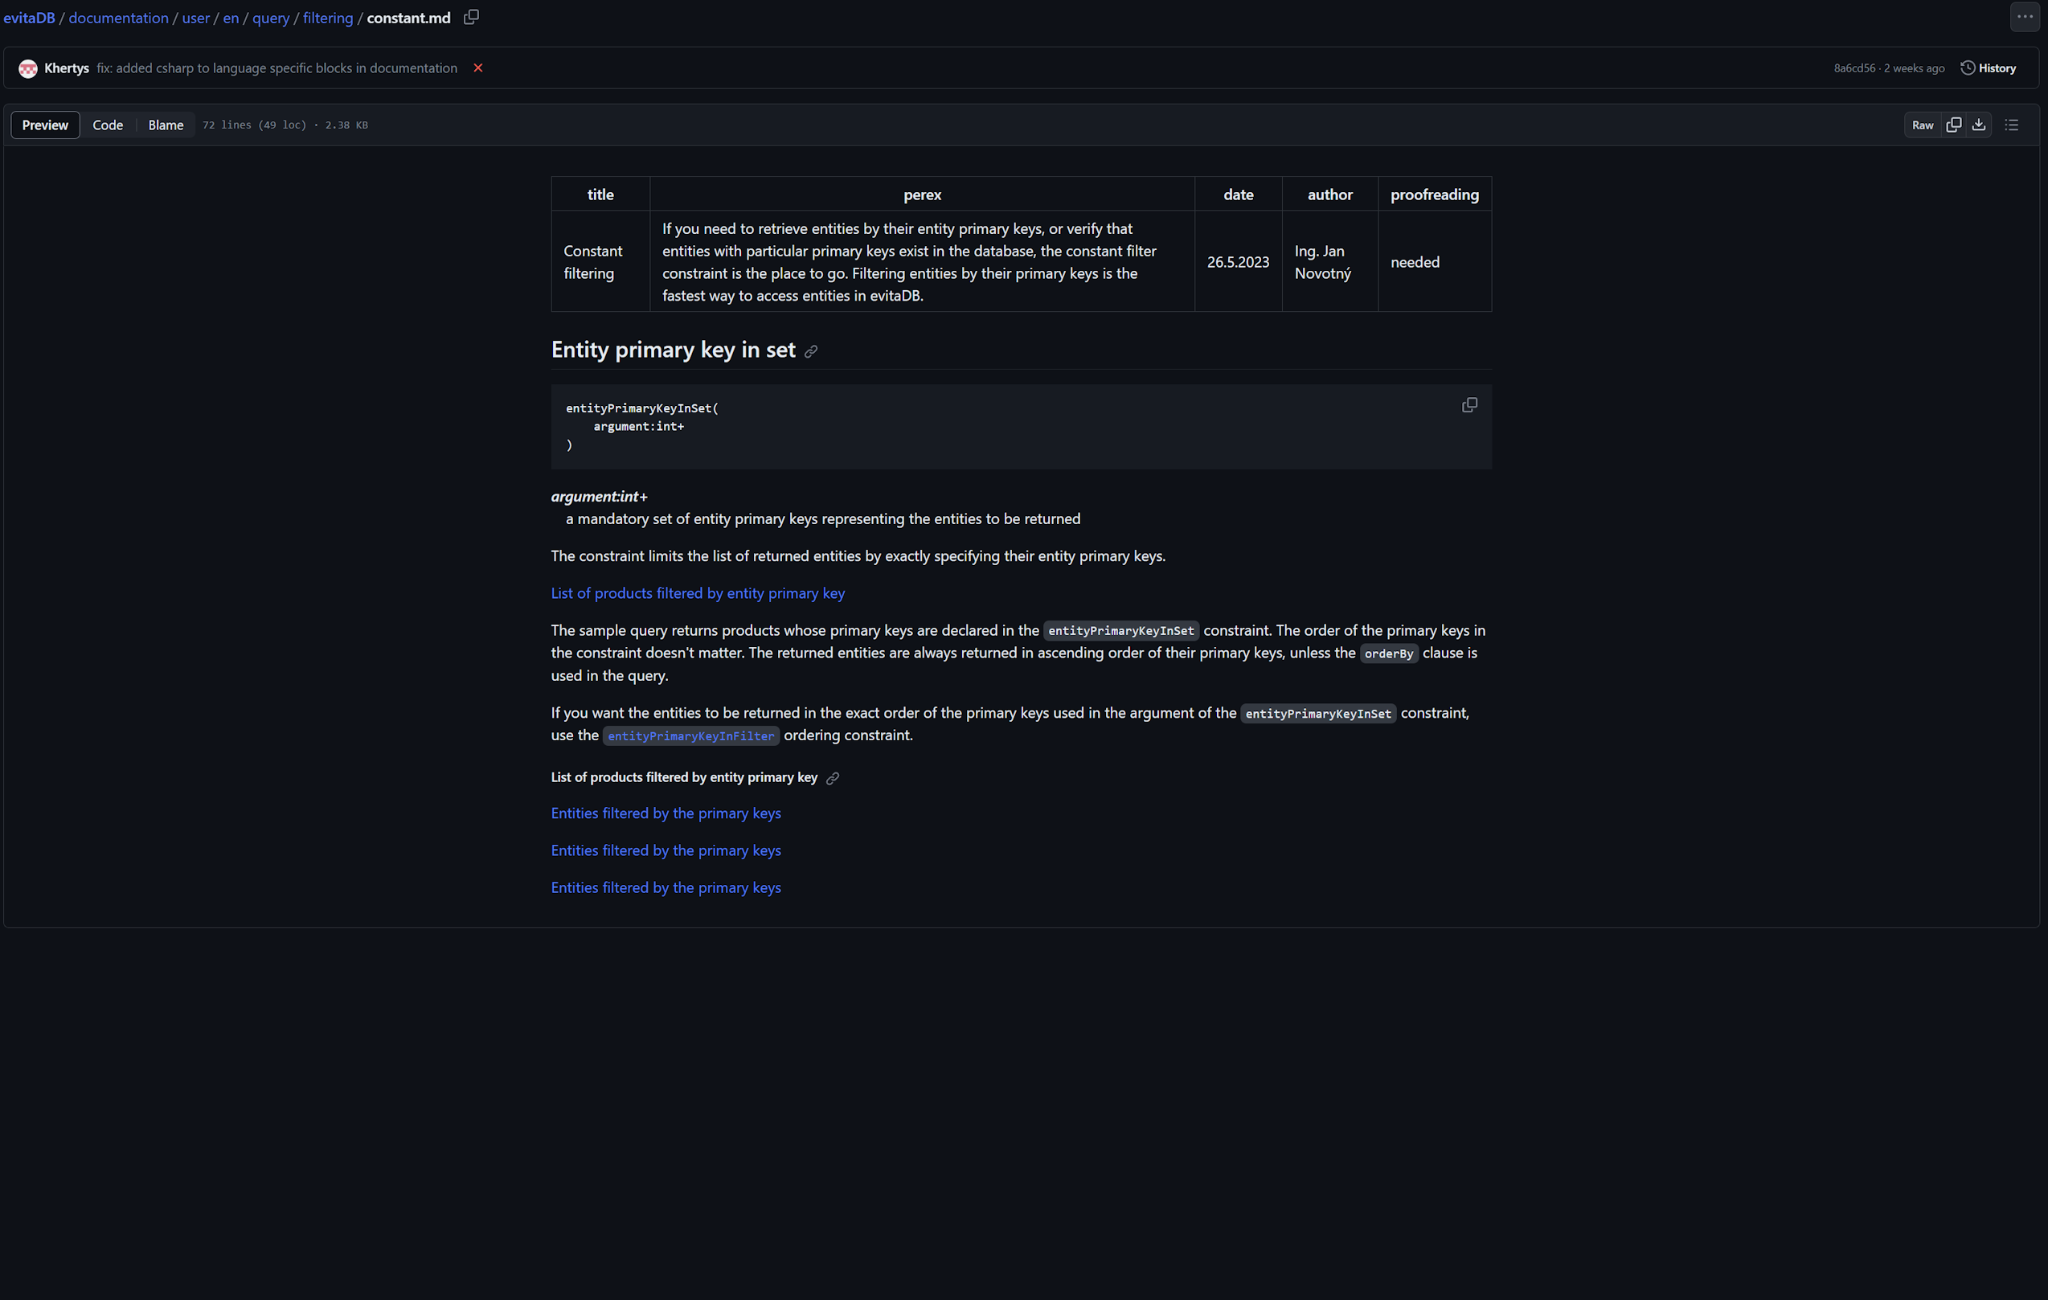 evitaDB / documentation / user / en / query / filtering / constant.md
Khertys fix: added csharp to language specific blocks in documentation 8a6cd56 · 2 weeks ago History
Preview Code Blame 72 lines (49 loc) · 2.38 KB Raw
title perex date author proofreading
Constant filtering
If you need to retrieve entities by their entity primary keys, or verify that
entities with particular primary keys exist in the database, the constant filter
constraint is the place to go. Filtering entities by their primary keys is the
fastest way to access entities in evitaDB.
26.5.2023
Ing. Jan
Novotný
needed
Entity primary key in set
entityPrimaryKeyInSet(
argument:int+
)
argument:int+
a mandatory set of entity primary keys representing the entities to be returned
The constraint limits the list of returned entities by exactly specifying their entity primary keys.
List of products filtered by entity primary key
The sample query returns products whose primary keys are declared in the entityPrimaryKeyInSet constraint. The order of the primary keys in
the constraint doesn't matter. The returned entities are always returned in ascending order of their primary keys, unless the orderBy clause is
used in the query.
If you want the entities to be returned in the exact order of the primary keys used in the argument of the entityPrimaryKeyInSet constraint,
use the entityPrimaryKeyInFilter ordering constraint.
List of products filtered by entity primary key
Entities filtered by the primary keys
Entities filtered by the primary keys
Entities filtered by the primary keys